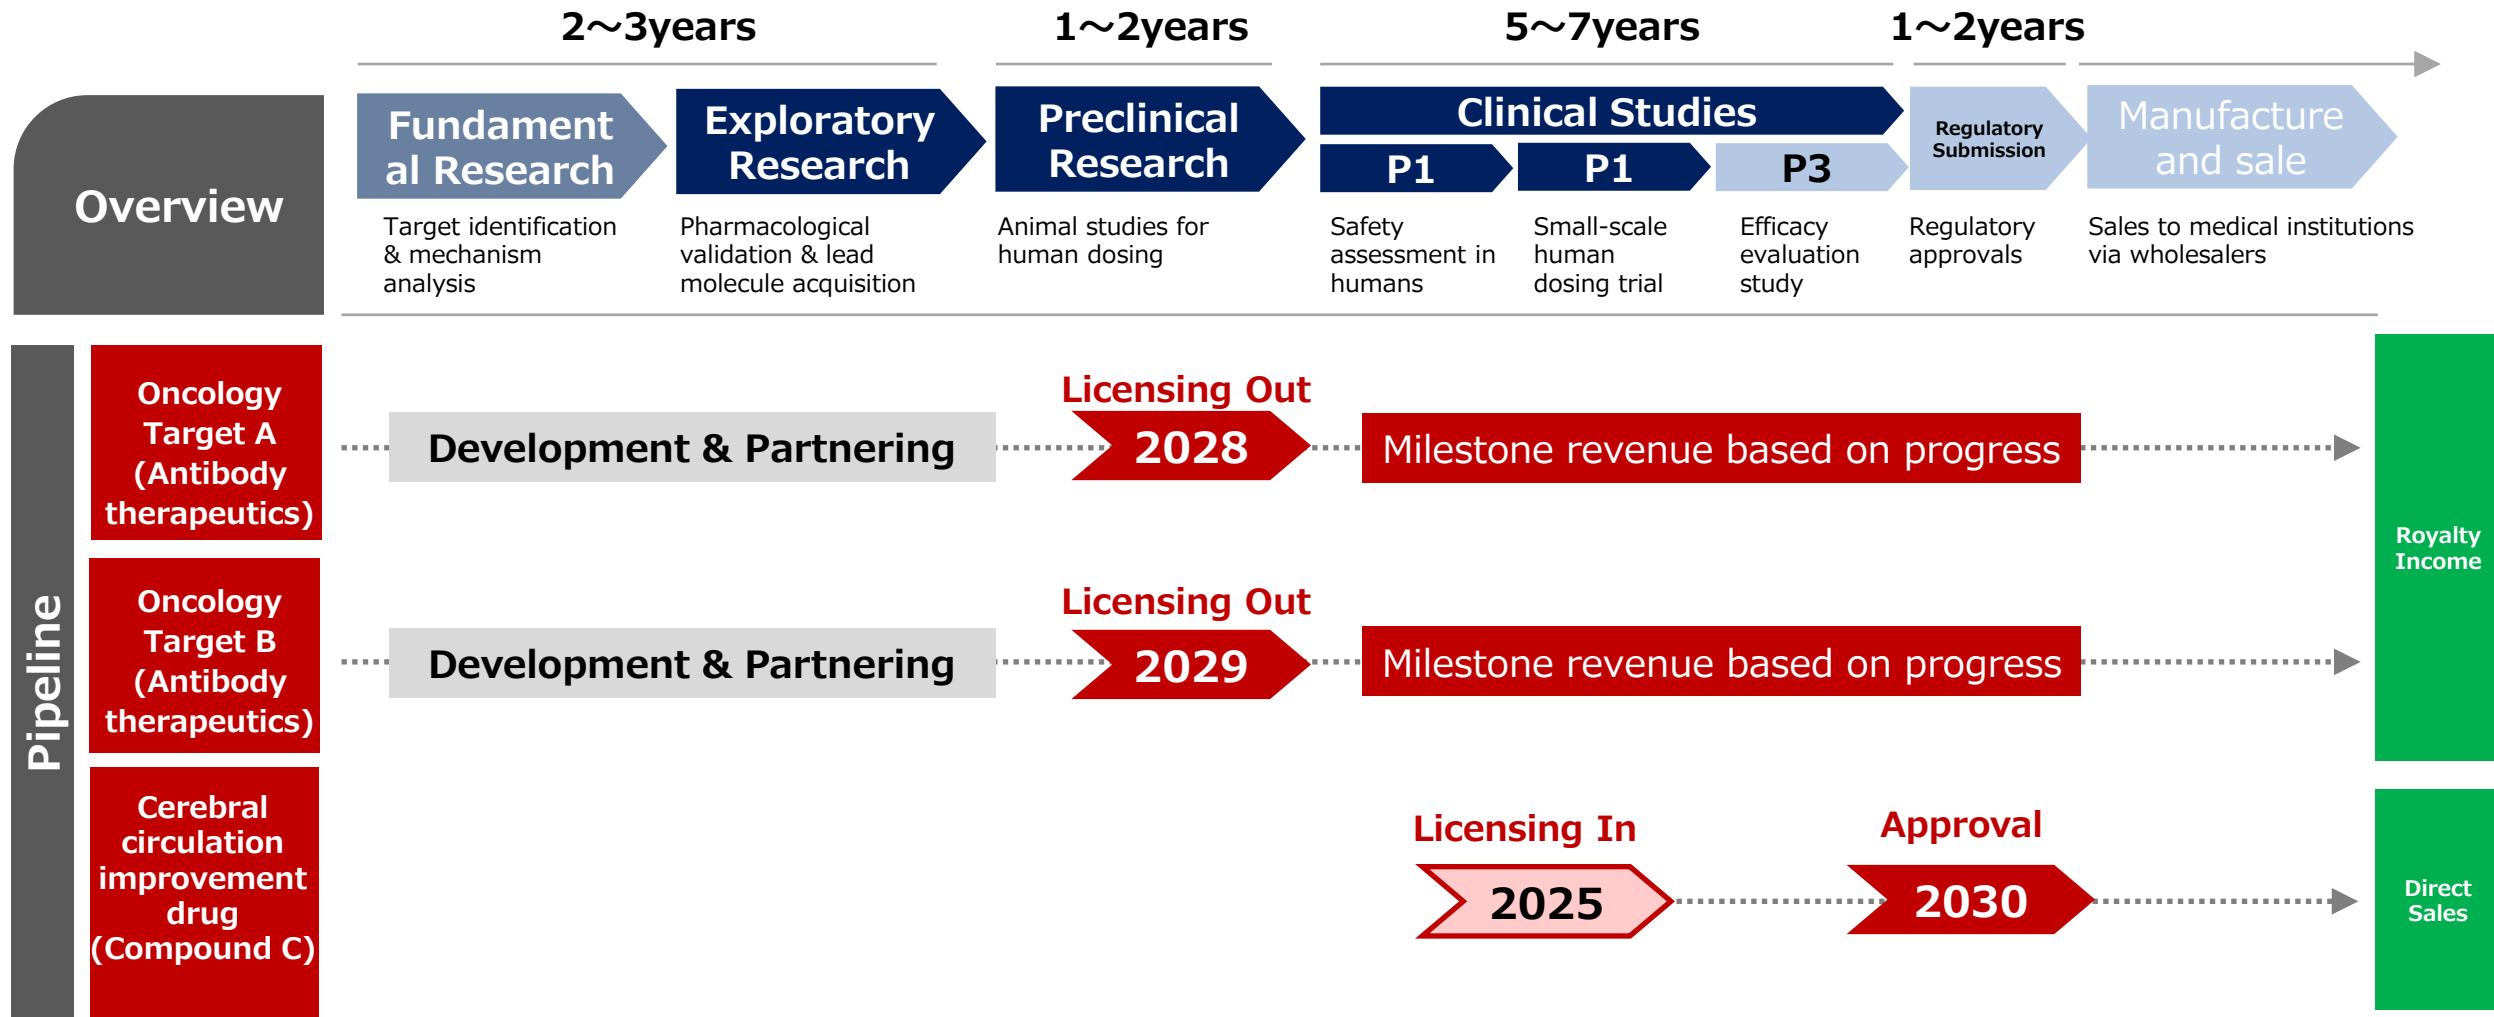 2～3years
1～2years
5～7years
1～2years
Overview
Fundament
al Research
Exploratory
Research
Preclinical
Research
Clinical Studies
P1
P1
P3
Regulatory
Submission
Manufacture
and sale
Target identification
& mechanism
analysis
Pharmacological
validation & lead
molecule acquisition
Animal studies for
human dosing
Safety
assessment in
humans
Small-scale
human
dosing trial
Efficacy
evaluation
study
Regulatory
approvals
Sales to medical institutions
via wholesalers
Pipeline
Oncology
Target A
(Antibody
therapeutics)
Development & Partnering
Licensing Out
2028
Milestone revenue based on progress
Royalty
Income
Oncology
Target B
(Antibody
therapeutics)
Development & Partnering
Licensing Out
2029
Milestone revenue based on progress
Cerebral
circulation
improvement
drug
(Compound C)
Licensing In
2025
Approval
2030
Direct
Sales